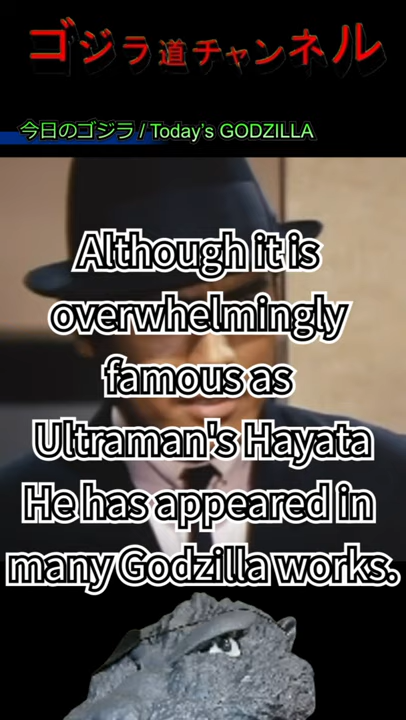 ゴジラ道チャンネル
今日のゴジラ / Today's GODZILLA
Although it is
overwhelmingly
famous as
Ultraman's Hayata
He has appeared in
many Godzilla works.